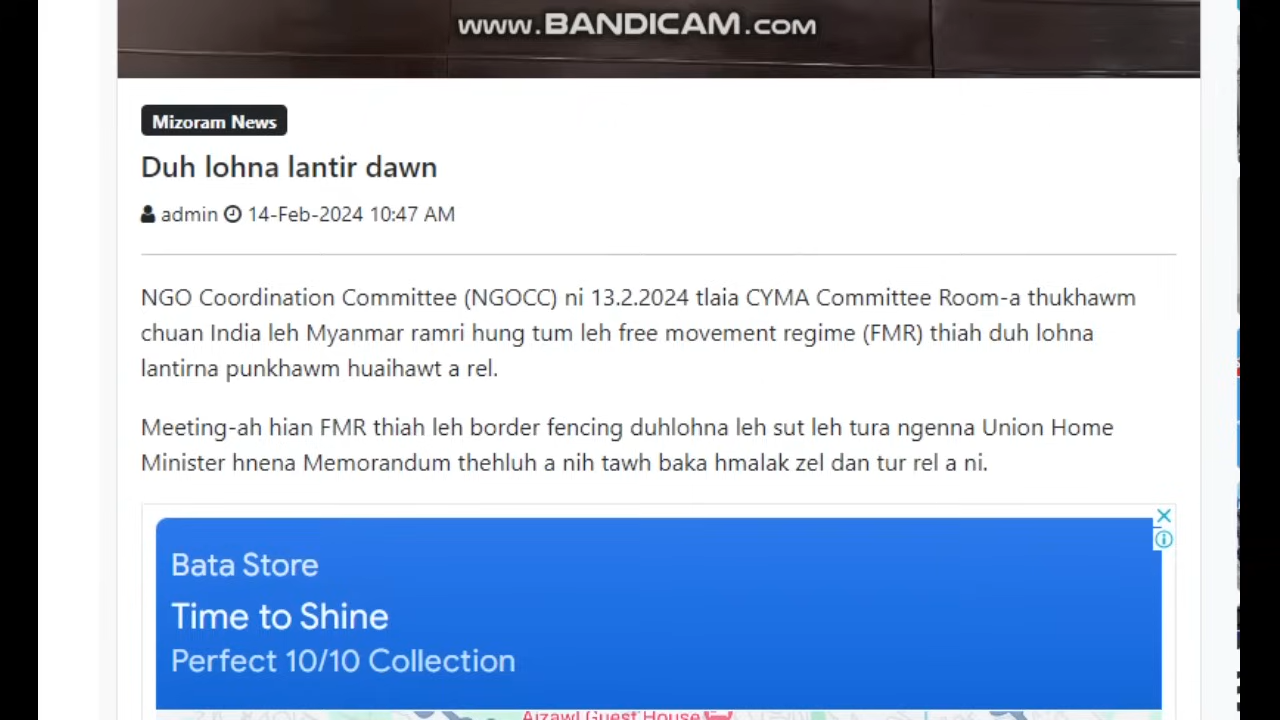 www.BANDICAM.com
Mizoram News
Duh lohna lantir dawn
admin 14-Feb-2024 10:47 AM
NGO Coordination Committee (NGOCC) ni 13.2.2024 tlaia CYMA Committee Room-a thukhawm
chuan India leh Myanmar ramri hung tum leh free movement regime (FMR) thiah duh lohna
lantirna punkhawm huaihawt a rel.
Meeting-ah hian FMR thiah leh border fencing duhlohna leh sut leh tura ngenna Union Home
Minister hnena Memorandum thehluh a nih tawh baka hmalak zel dan tur rel a ni.
Bata Store
Time to Shine
Perfect 10/10 Collection
Aizawl Guest House